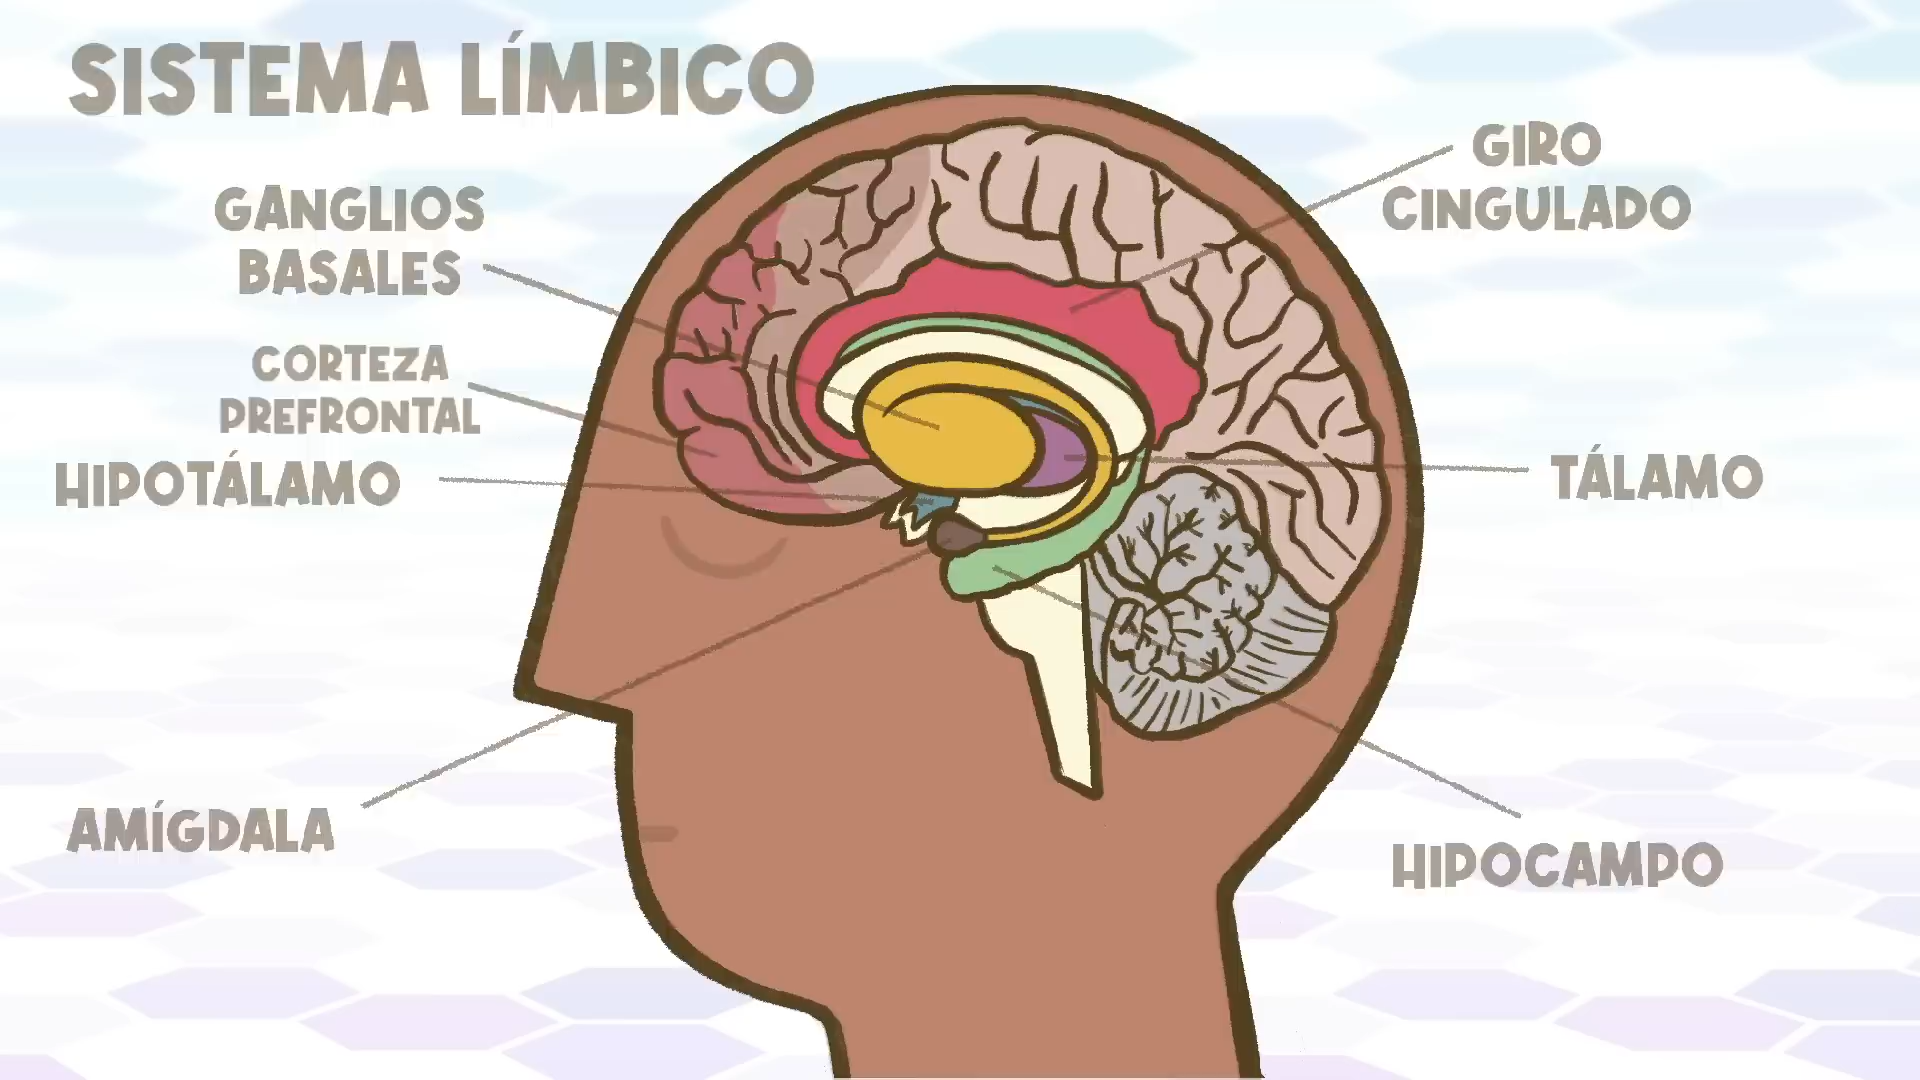 SISTEMA LÍMBICO
GANGLIOS
BASALES
CORTEZA
PREFRONTAL
HIPOTÁLAMO
AMÍGDALA
GIRO
CINGULADO
TÁLAMO
HIPOCAMPO